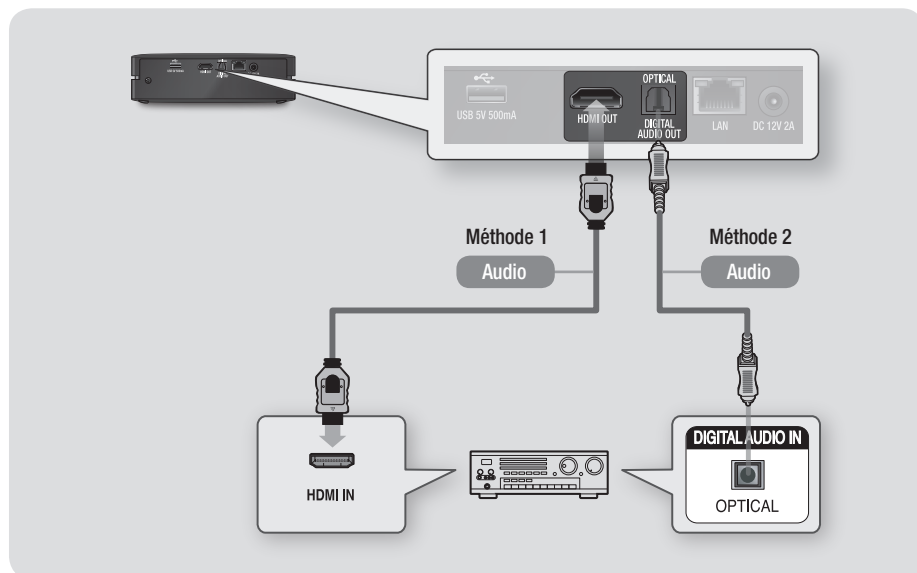 USB 5V 500mA
HDMI OUT
OPTICAL
DIGITAL
AUDIO OUT
LAN
DC 12V 2A
Méthode 1
Audio
Méthode 2
Audio
HDMI IN
DIGITAL AUDIO IN
OPTICAL